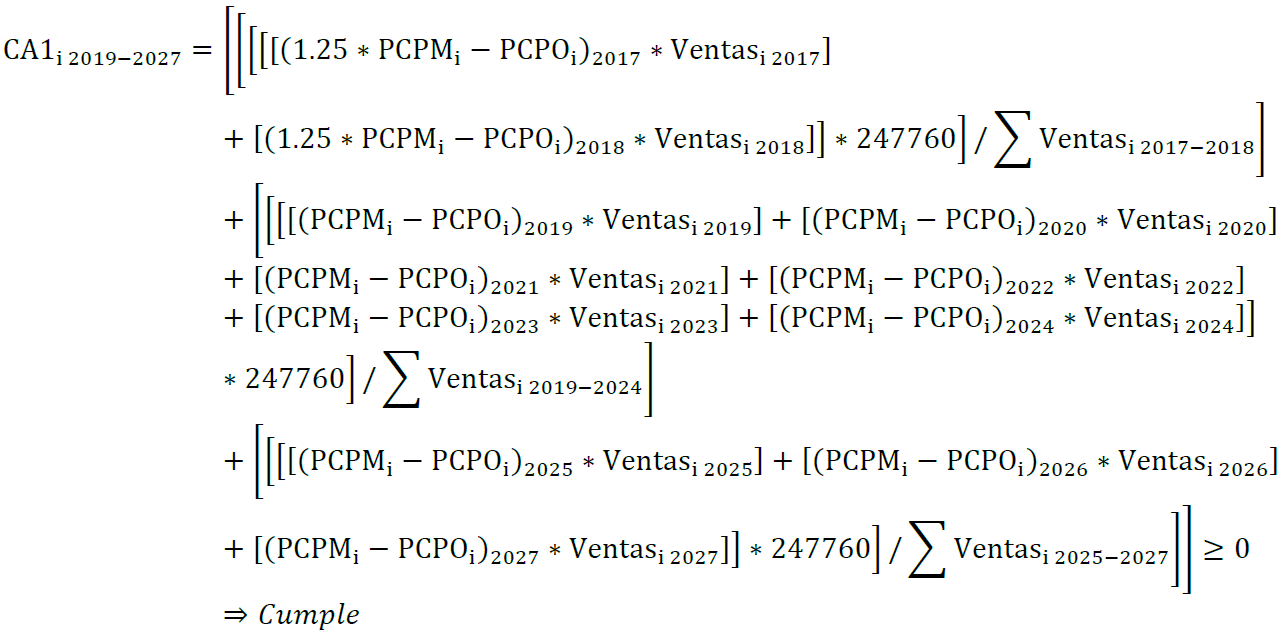 CA1ᵢ ₂₀₁₉₋₂₀₂₇ = [[[[[(1.25 * PCPMᵢ − PCPOᵢ)₂₀₁₇ * Ventasᵢ ₂₀₁₇]
+ [(1.25 * PCPMᵢ − PCPOᵢ)₂₀₁₈ * Ventasᵢ ₂₀₁₈]] * 247760] / ∑ Ventasᵢ ₂₀₁₇₋₂₀₁₈]
+ [[[[(PCPMᵢ − PCPOᵢ)₂₀₁₉ * Ventasᵢ ₂₀₁₉] + [(PCPMᵢ − PCPOᵢ)₂₀₂₀ * Ventasᵢ ₂₀₂₀]
+ [(PCPMᵢ − PCPOᵢ)₂₀₂₁ * Ventasᵢ ₂₀₂₁] + [(PCPMᵢ − PCPOᵢ)₂₀₂₂ * Ventasᵢ ₂₀₂₂]
+ [(PCPMᵢ − PCPOᵢ)₂₀₂₃ * Ventasᵢ ₂₀₂₃] + [(PCPMᵢ − PCPOᵢ)₂₀₂₄ * Ventasᵢ ₂₀₂₄]]
* 247760] / ∑ Ventasᵢ ₂₀₁₉₋₂₀₂₄]
+ [[[[(PCPMᵢ − PCPOᵢ)₂₀₂₅ * Ventasᵢ ₂₀₂₅] + [(PCPMᵢ − PCPOᵢ)₂₀₂₆ * Ventasᵢ ₂₀₂₆]
+ [(PCPMᵢ − PCPOᵢ)₂₀₂₇ * Ventasᵢ ₂₀₂₇]] * 247760] / ∑ Ventasᵢ ₂₀₂₅₋₂₀₂₇]] ≥ 0
⇒ Cumple